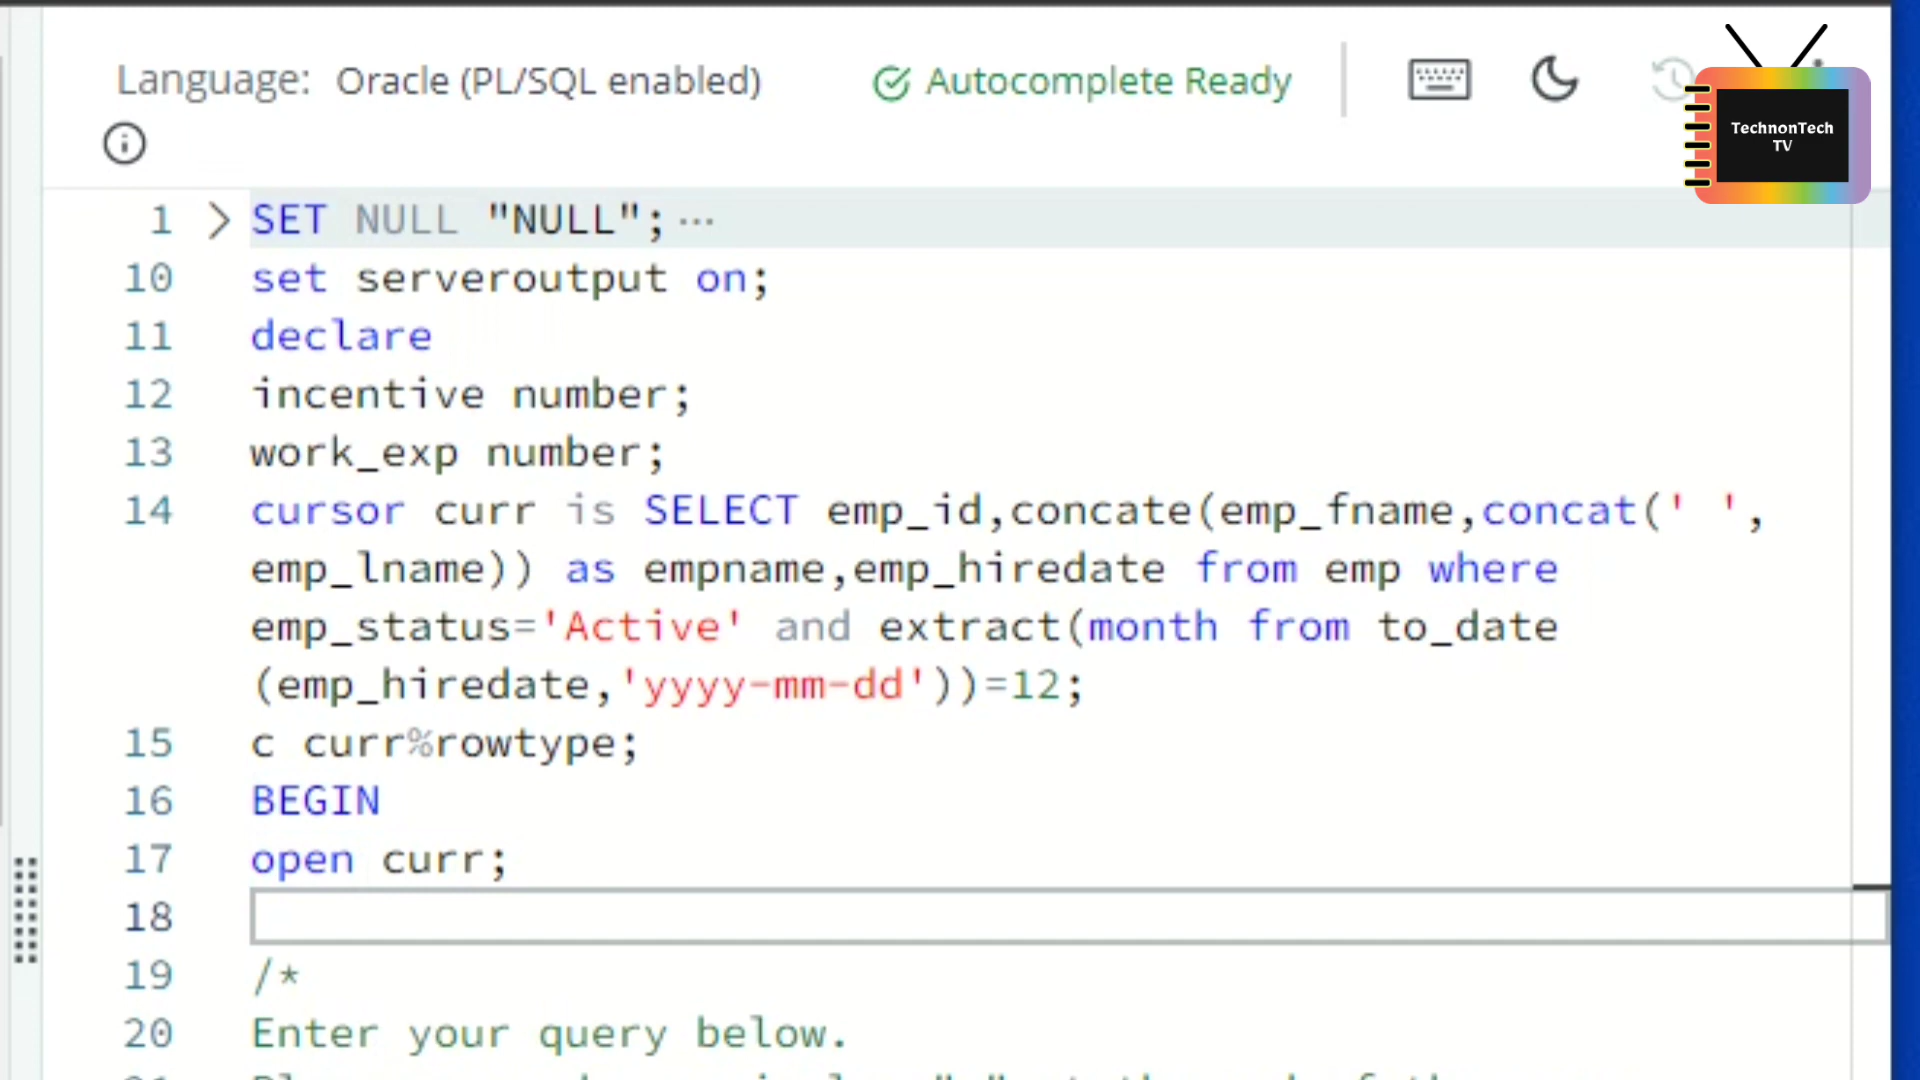 Language: Oracle (PL/SQL enabled) Autocomplete Ready
TechnonTech
TV
1 SET NULL "NULL"; ...
10 set serveroutput on;
11 declare
12 incentive number;
13 work_exp number;
14 cursor curr is SELECT emp_id,concate(emp_fname,concat(' ',
emp_lname)) as empname,emp_hiredate from emp where
emp_status='Active' and extract(month from to_date
(emp_hiredate,'yyyy-mm-dd'))=12;
15 c curr%rowtype;
16 BEGIN
17 open curr;
18
19 /*
20 Enter your query below.